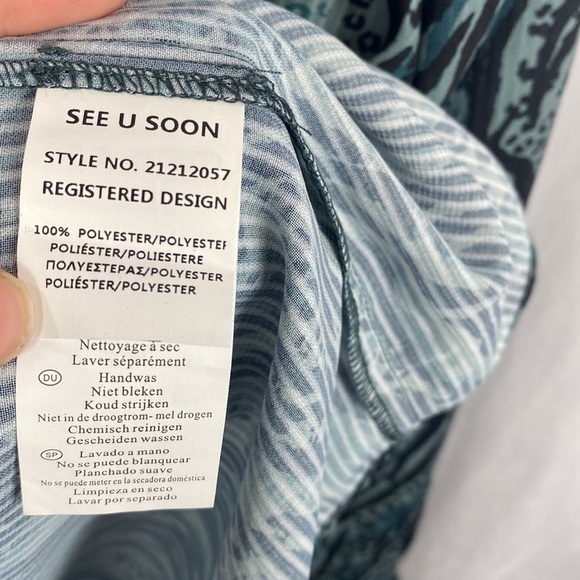 SEE U SOON
STYLE NO. 21212057
REGISTERED DESIGN
100% POLYESTER/POLYESTER
POLIÉSTER/POLIESTERE
ΠΟΛΥΕΣΤΕΡΑΣ/POLYESTER
POLIÉSTER/POLYESTER
Nettoyage à sec
Laver séparément
DU Handwas
Niet bleken
Koud strijken
Niet in de droogtrom- mel drogen
Chemisch reinigen
Gescheiden wassen
SP Lavado a mano
No se puede blanquear
Planchado suave
No se puede meter en la secadora doméstica
Limpieza en seco
Lavar por separado